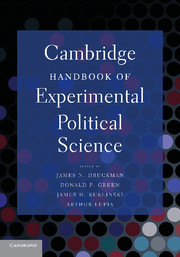 Cambridge
HANDBOOK OF
Experimental
Political
Science
EDITED BY
JAMES N. DRUCKMAN
DONALD P. GREEN
JAMES H. KUKLINSKI
ARTHUR LUPIA
CAMBRIDGE